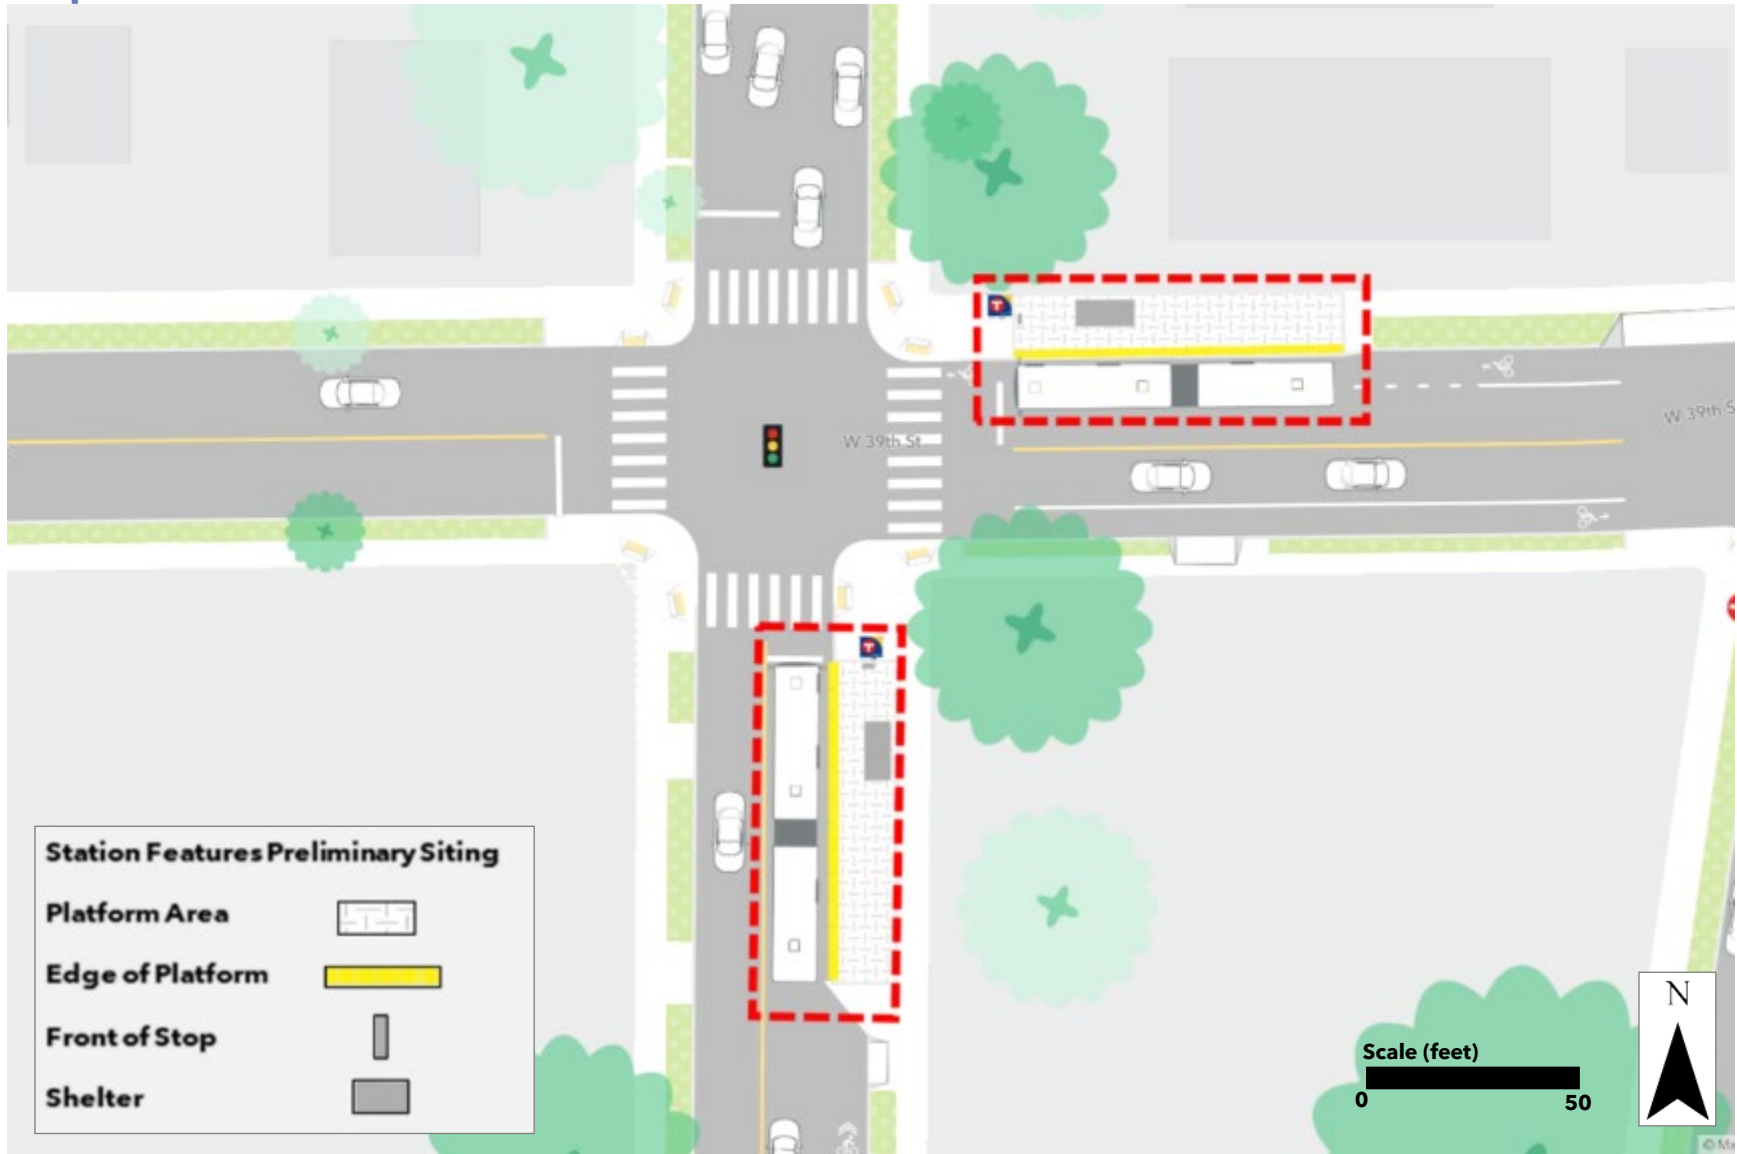 T
W 39th St
W 39th S
T
Station Features Preliminary Siting
Platform Area
Edge of Platform
Front of Stop
Shelter
N
Scale (feet)
0 50
© Ma